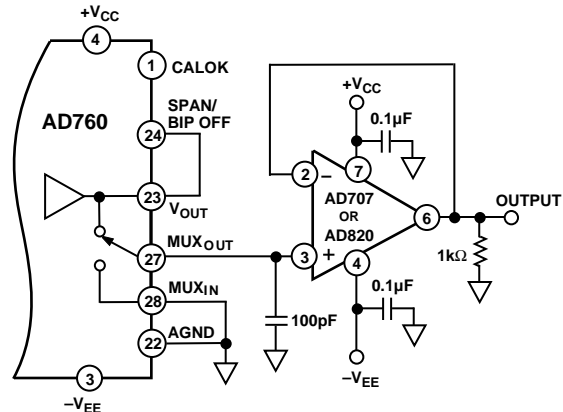 +VCC
4
1
CALOK
SPAN/
BIP OFF
AD760
24
23
VOUT
MUXOUT
27
MUXIN
28
AGND
22
3
–VEE
100pF
+VCC
0.1µF
2
–
7
AD707
OR
AD820
6
OUTPUT
3
+
4
1kΩ
0.1µF
–VEE